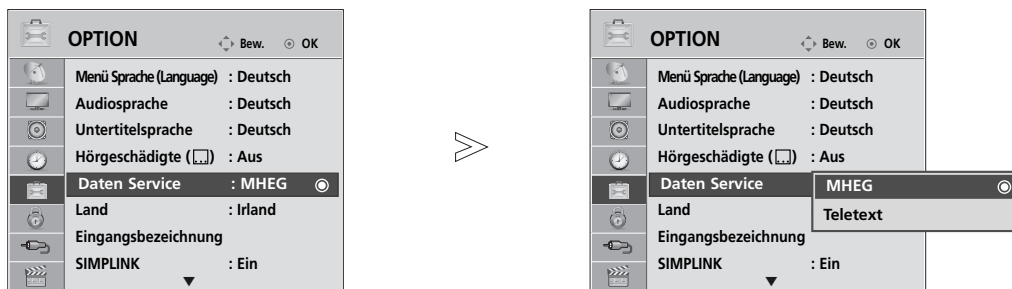 OPTION Bew. OK
Menü Sprache (Language) : Deutsch
Audiosprache : Deutsch
Untertitelsprache : Deutsch
Hörgeschädigte ( ) : Aus
Daten Service : MHEG
Land : Irland
Eingangsbezeichnung
SIMPLINK : Ein
OPTION Bew. OK
Menü Sprache (Language) : Deutsch
Audiosprache : Deutsch
Untertitelsprache : Deutsch
Hörgeschädigte ( ) : Aus
Daten Service
MHEG
Land
Teletext
Eingangsbezeichnung
SIMPLINK : Ein